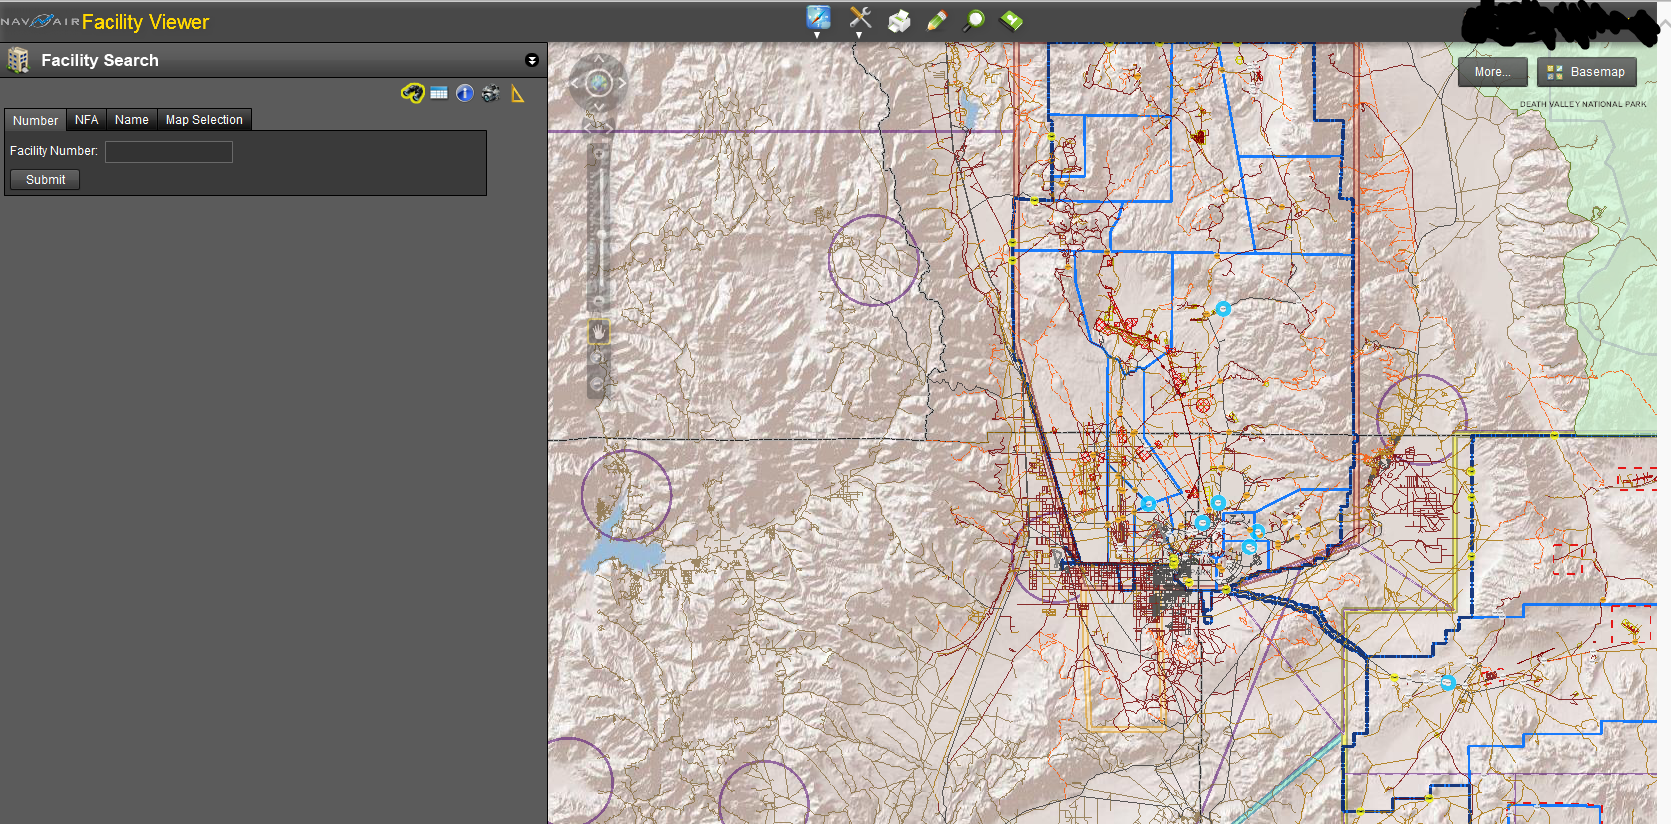 NAVAIR Facility Viewer
Facility Search
More...
Basemap
DEATH VALLEY NATIONAL PARK
Number
NFA
Name
Map Selection
Facility Number:
Submit